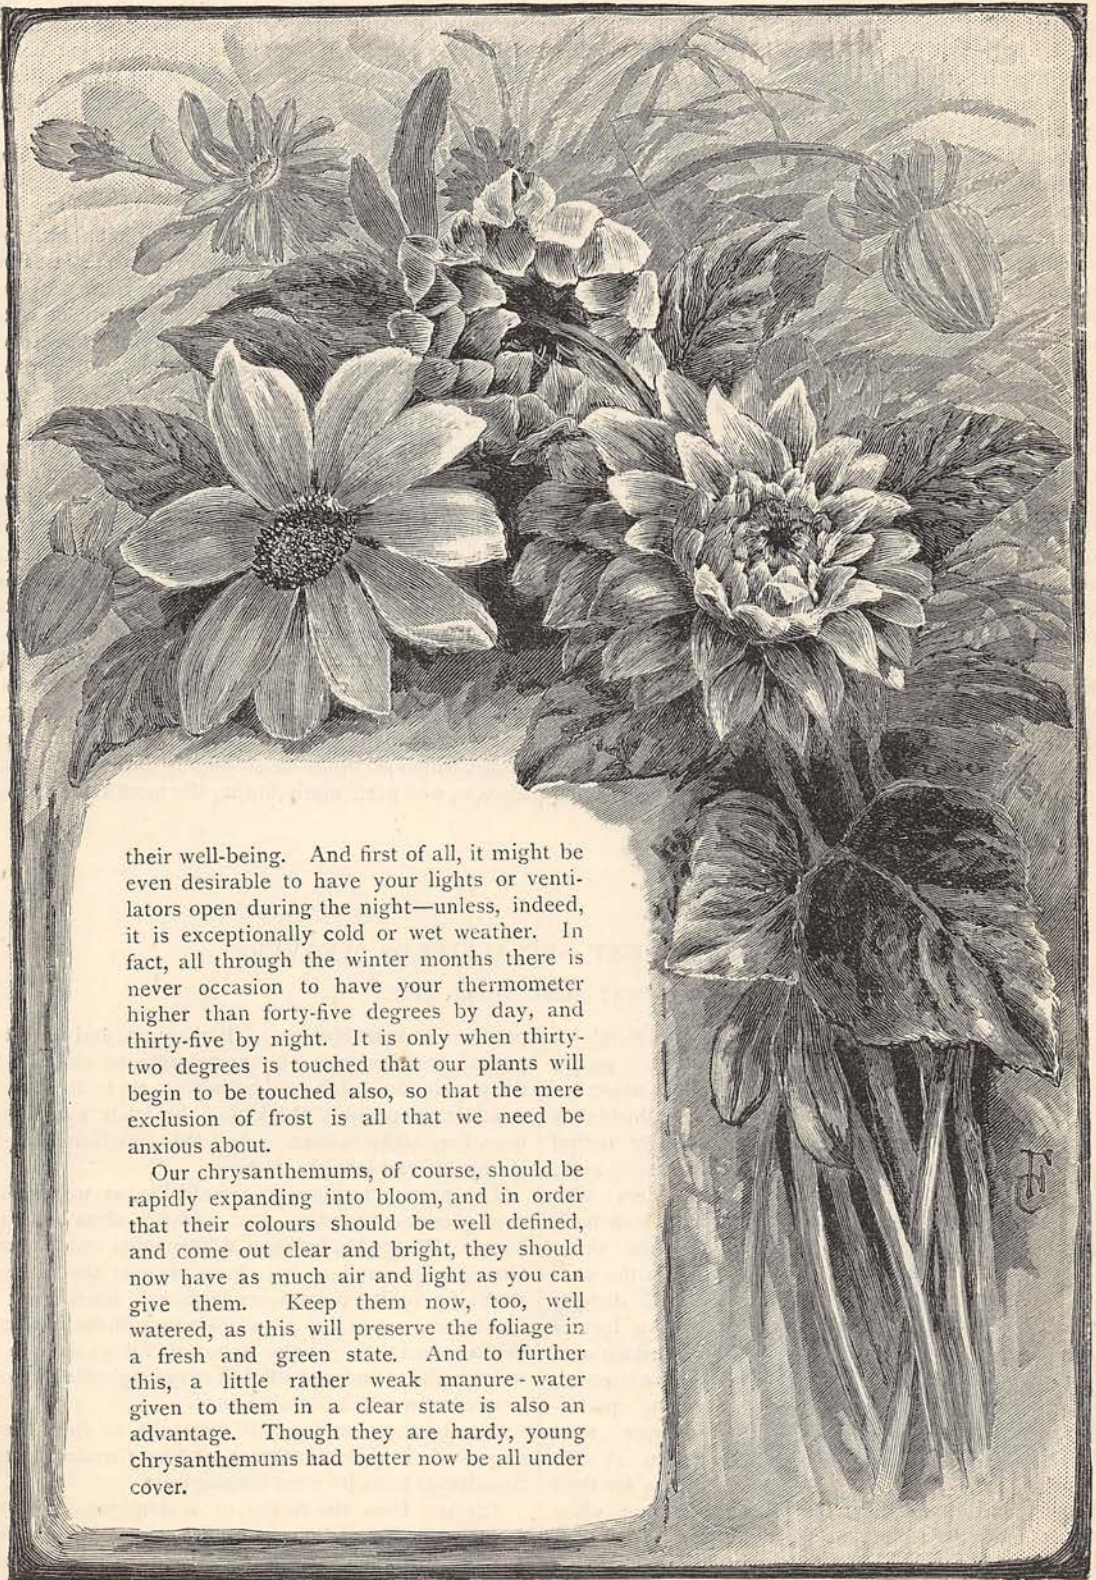 their well-being. And first of all, it might be
even desirable to have your lights or venti-
lators open during the night—unless, indeed,
it is exceptionally cold or wet weather. In
fact, all through the winter months there is
never occasion to have your thermometer
higher than forty-five degrees by day, and
thirty-five by night. It is only when thirty-
two degrees is touched that our plants will
begin to be touched also, so that the mere
exclusion of frost is all that we need be
anxious about.
Our chrysanthemums, of course, should be
rapidly expanding into bloom, and in order
that their colours should be well defined,
and come out clear and bright, they should
now have as much air and light as you can
give them. Keep them now, too, well
watered, as this will preserve the foliage in
a fresh and green state. And to further
this, a little rather weak manure-water
given to them in a clear state is also an
advantage. Though they are hardy, young
chrysanthemums had better now be all under
cover.